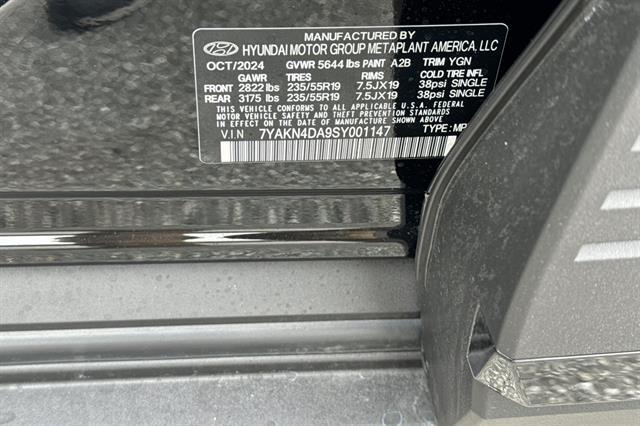 MANUFACTURED BY
HYUNDAI MOTOR GROUP METAPLANT AMERICA, LLC
OCT/2024 GVWR 5644 lbs PAINT A2B TRIM YGN
GAWR TIRES RIMS COLD TIRE INFL
FRONT 2822 lbs 235/55R19 7.5JX19 38psi SINGLE
REAR 3175 lbs 235/55R19 7.5JX19 38psi SINGLE
THIS VEHICLE CONFORMS TO ALL APPLICABLE U.S.A. FEDERAL
MOTOR VEHICLE SAFETY AND THEFT PREVENTION STANDARDS IN
EFFECT ON THE DATE OF MANUFACTURE SHOWN ABOVE.
V.I.N 7YAKN4DA9SY001147 TYPE: MP